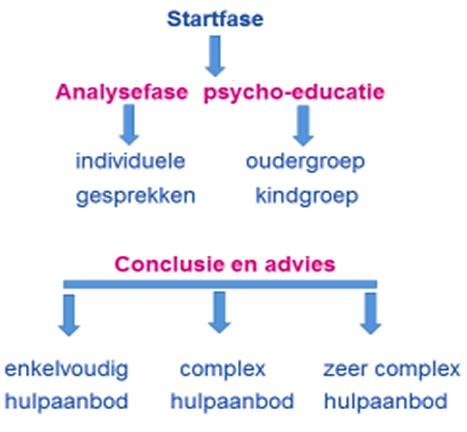 Startfase
Analysefase psycho-educatie
individuele oudergroep
gesprekken kindgroep
Conclusie en advies
enkelvoudig complex zeer complex
hulpaanbod hulpaanbod hulpaanbod